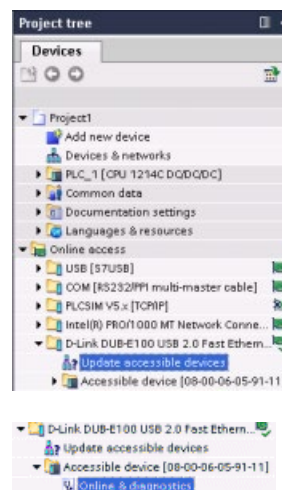 Project tree
Devices
Project1
Add new device
Devices & networks
PLC_1 [CPU 1214C DC/DC/DC]
Common data
Documentation settings
Languages & resources
Online access
USB [S7USB]
COM [RS232/PPI multi-master cable]
PLCSIM V5.x [TCP/IP]
Intel(R) PRO/1000 MT Network Conne...
D-Link DUB-E100 USB 2.0 Fast Ethern...
Update accessible devices
Accessible device [08-00-06-05-91-11
D-Link DUB-E100 USB 2.0 Fast Ethern...
Update accessible devices
Accessible device [08-00-06-05-91-11]
Online & diagnostics